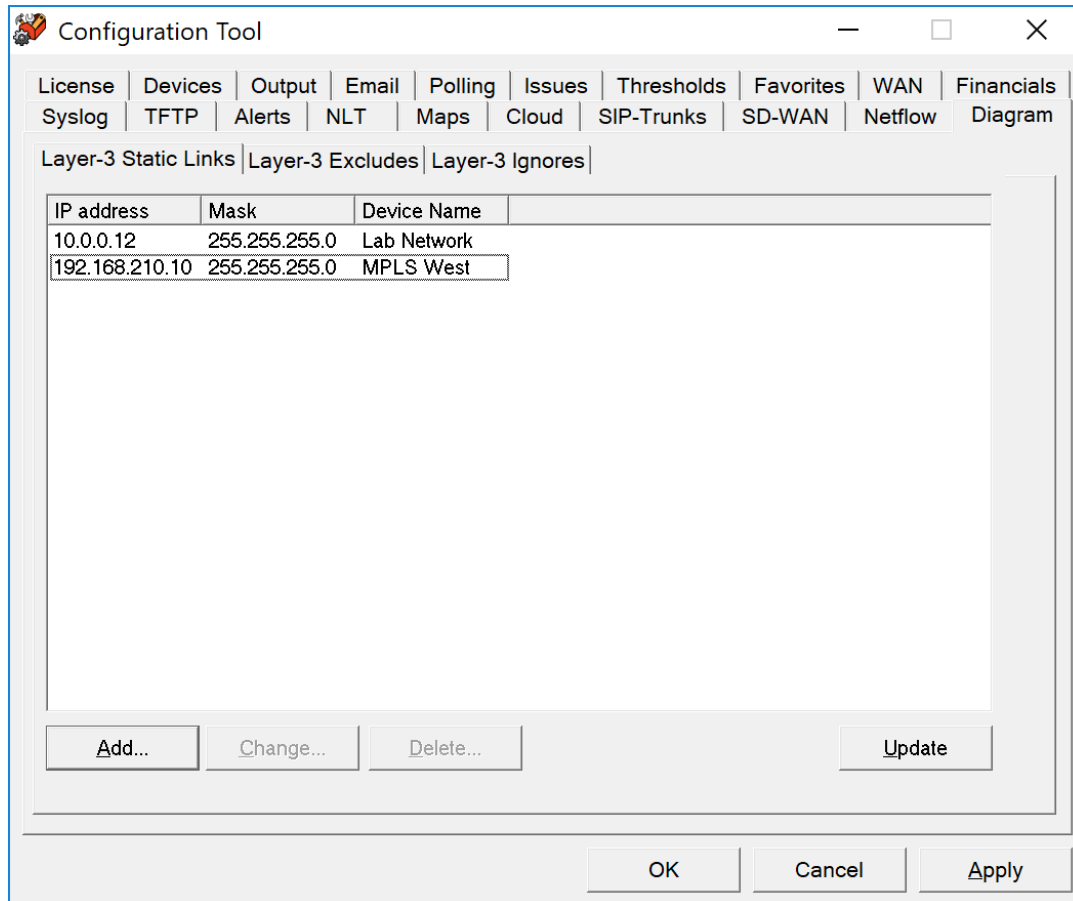 Configuration Tool
License Devices Output Email Polling Issues Thresholds Favorites WAN Financials
Syslog TFTP Alerts NLT Maps Cloud SIP-Trunks SD-WAN Netflow Diagram
Layer-3 Static Links Layer-3 Excludes Layer-3 Ignores
IP address Mask Device Name
10.0.0.12 255.255.255.0 Lab Network
192.168.210.10 255.255.255.0 MPLS West
Add... Change... Delete... Update
OK Cancel Apply